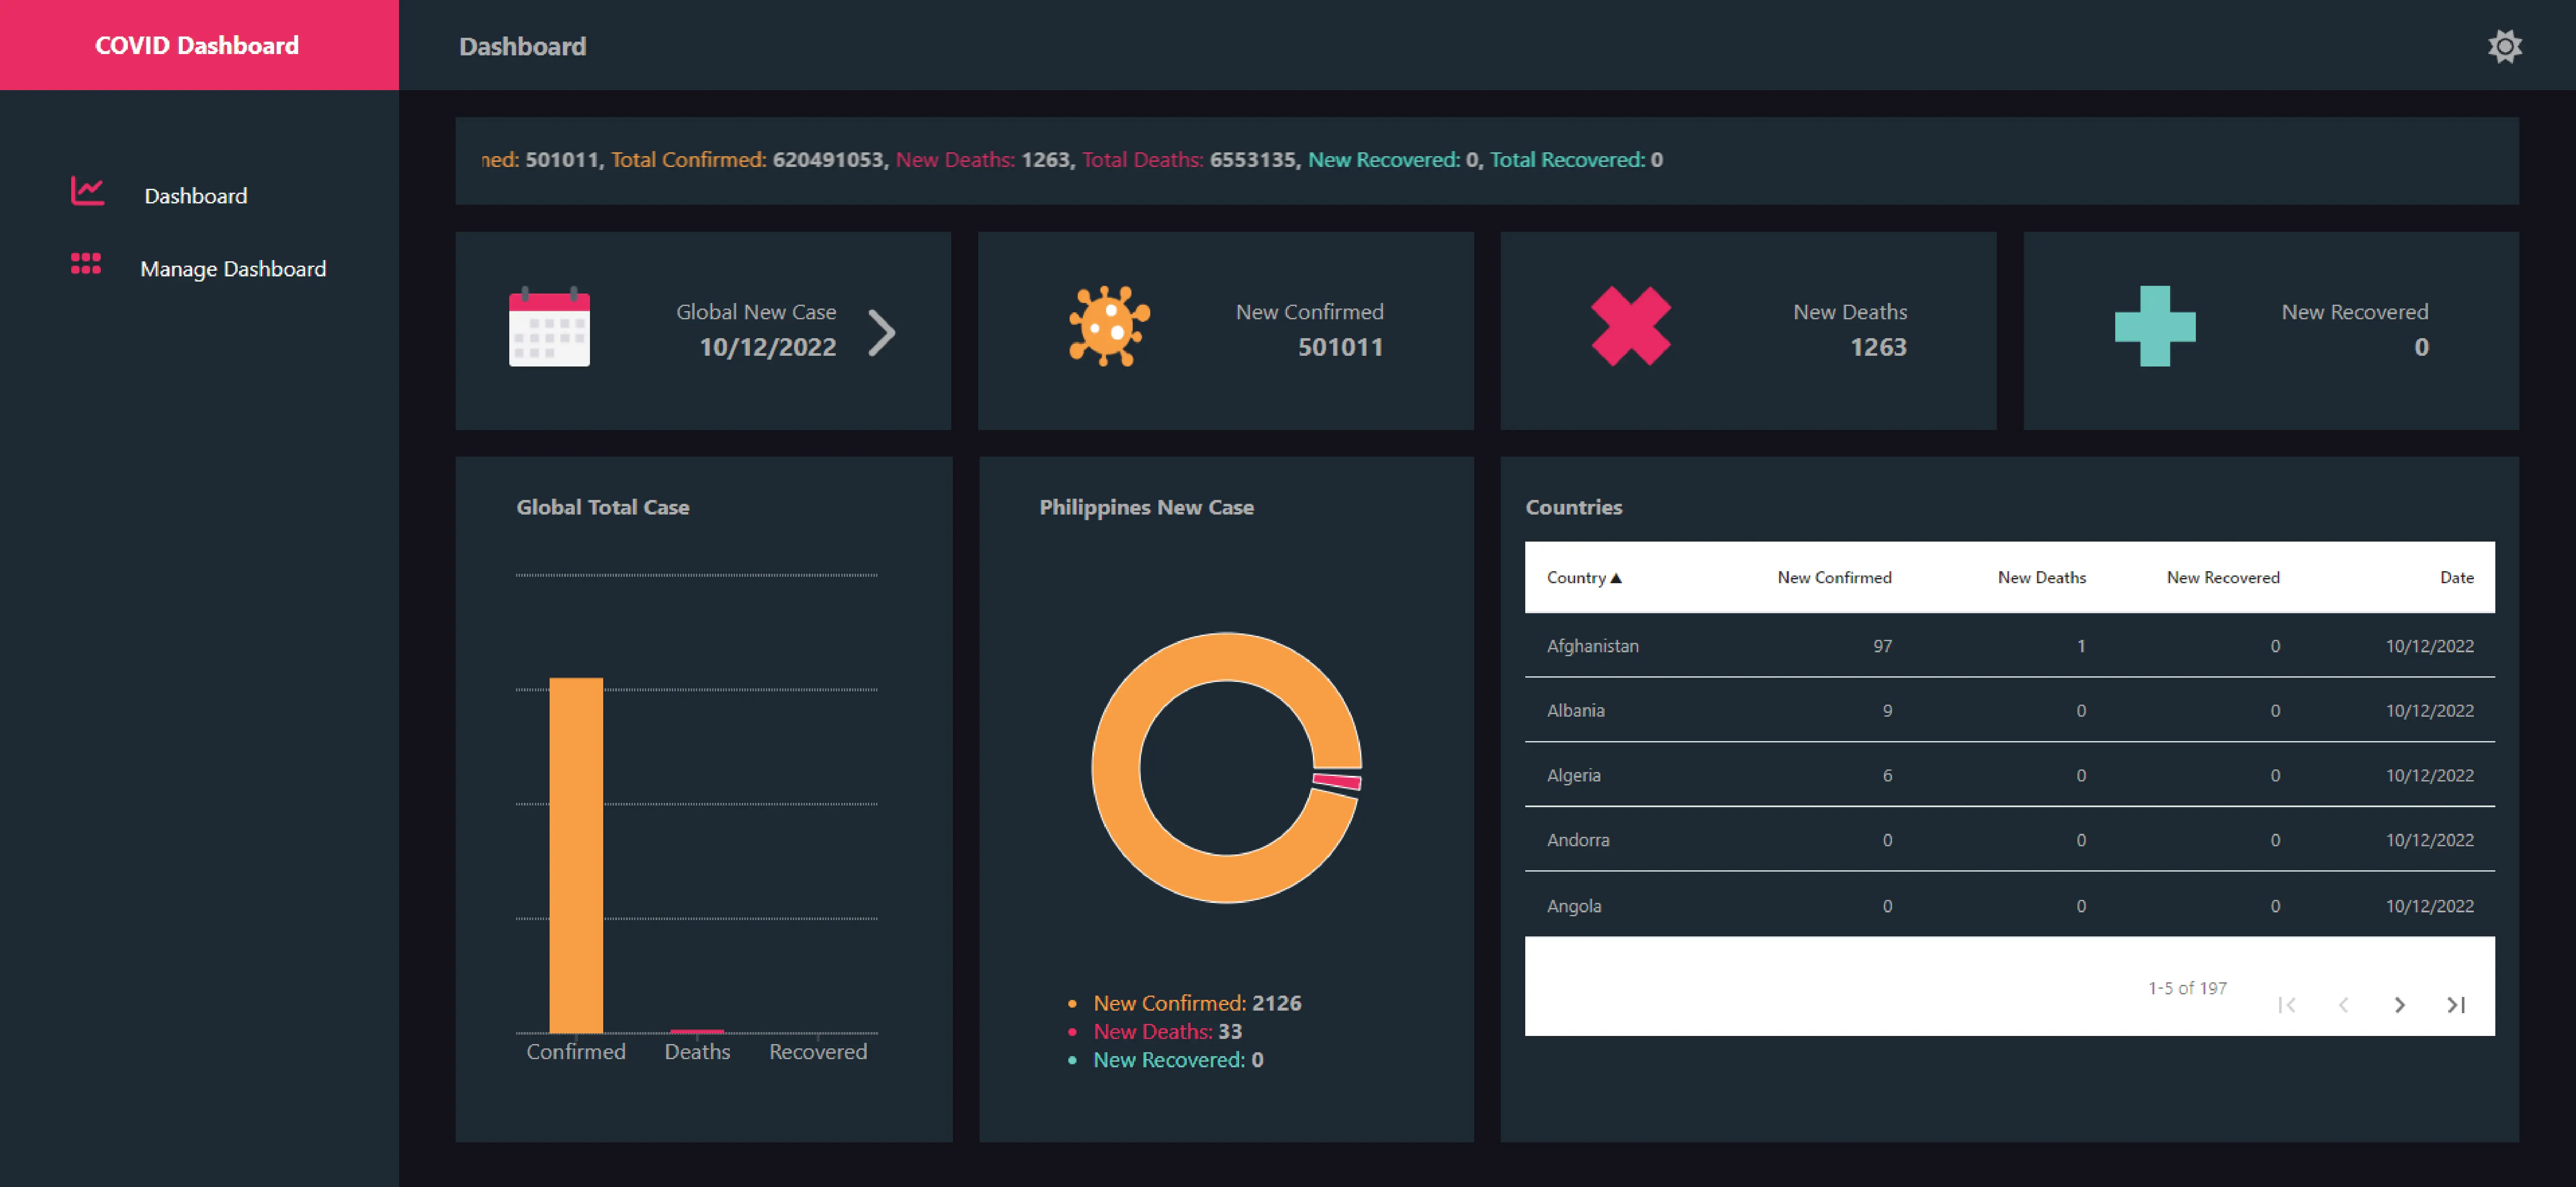 COVID Dashboard
Dashboard
Dashboard
Manage Dashboard
ned: 501011, Total Confirmed: 620491053, New Deaths: 1263, Total Deaths: 6553135, New Recovered: 0, Total Recovered: 0
Global New Case
10/12/2022
New Confirmed
501011
New Deaths
1263
New Recovered
0
Global Total Case
Confirmed Deaths Recovered
Philippines New Case
• New Confirmed: 2126
• New Deaths: 33
• New Recovered: 0
Countries
Country▲ New Confirmed New Deaths New Recovered Date
Afghanistan 97 1 0 10/12/2022
Albania 9 0 0 10/12/2022
Algeria 6 0 0 10/12/2022
Andorra 0 0 0 10/12/2022
Angola 0 0 0 10/12/2022
1-5 of 197